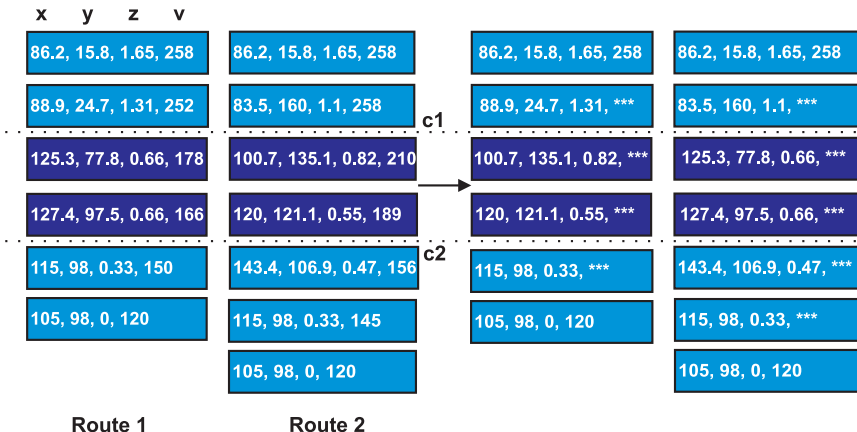 x y z v
86.2, 15.8, 1.65, 258 86.2, 15.8, 1.65, 258 86.2, 15.8, 1.65, 258 86.2, 15.8, 1.65, 258
88.9, 24.7, 1.31, 252 83.5, 160, 1.1, 258 88.9, 24.7, 1.31, *** 83.5, 160, 1.1, ***
c1
125.3, 77.8, 0.66, 178 100.7, 135.1, 0.82, 210 100.7, 135.1, 0.82, *** 125.3, 77.8, 0.66, ***
127.4, 97.5, 0.66, 166 120, 121.1, 0.55, 189 120, 121.1, 0.55, *** 127.4, 97.5, 0.66, ***
c2
115, 98, 0.33, 150 143.4, 106.9, 0.47, 156 115, 98, 0.33, *** 143.4, 106.9, 0.47, ***
105, 98, 0, 120 115, 98, 0.33, 145 105, 98, 0, 120 115, 98, 0.33, ***
105, 98, 0, 120 105, 98, 0, 120
Route 1 Route 2